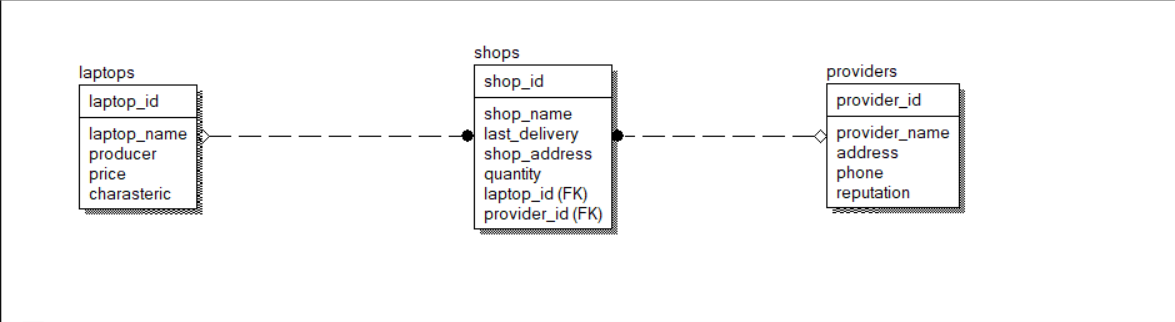 laptops
laptop_id
laptop_name
producer
price
charasteric
shops
shop_id
shop_name
last_delivery
shop_address
quantity
laptop_id (FK)
provider_id (FK)
providers
provider_id
provider_name
address
phone
reputation